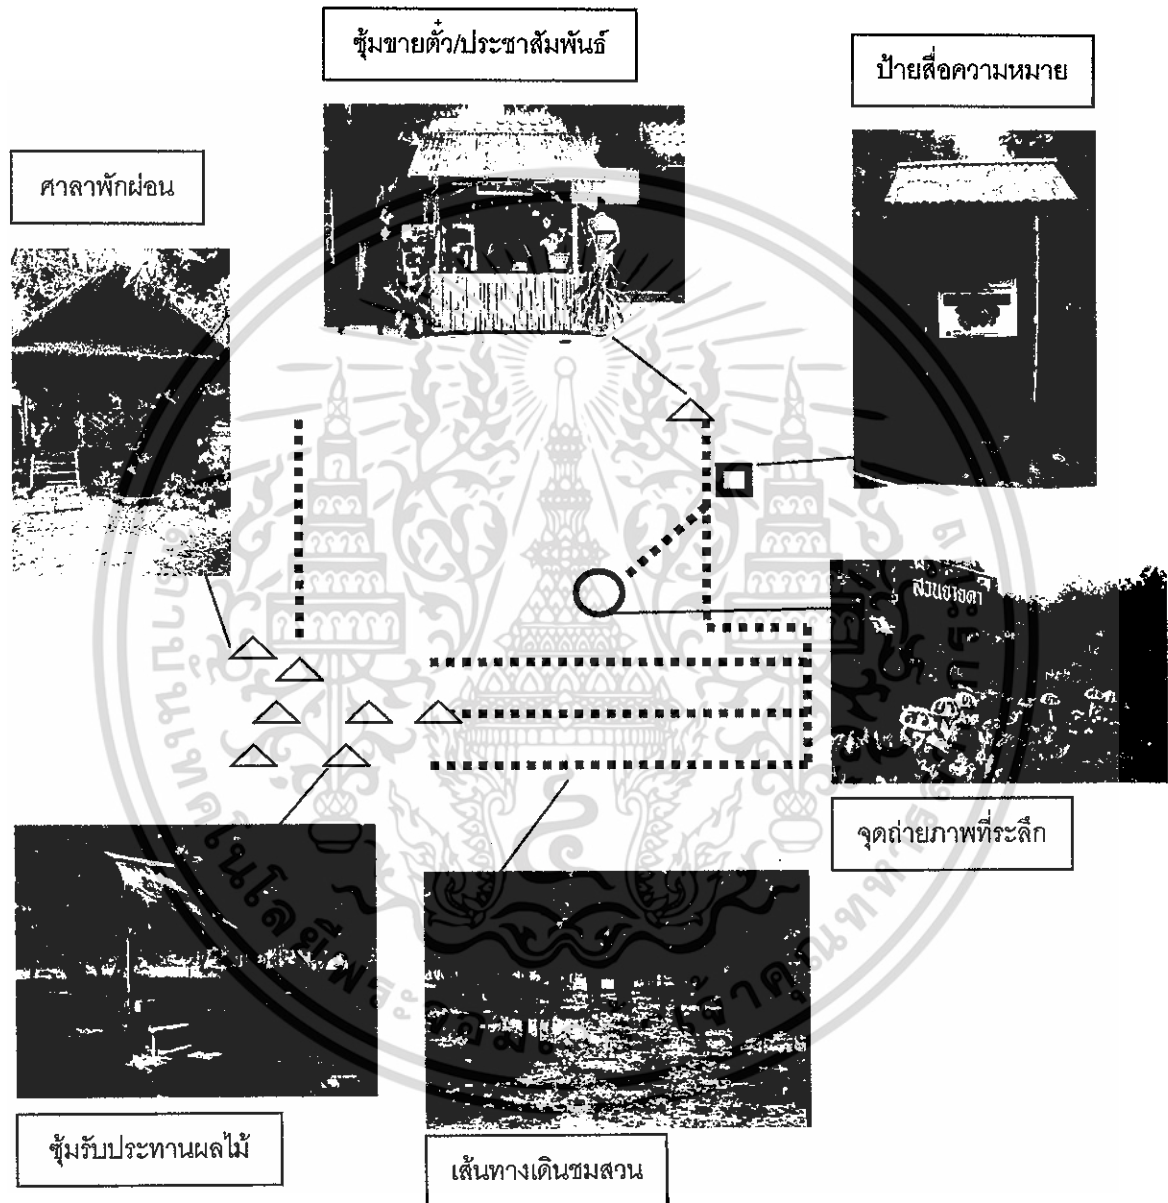 ซุ้มขายตั๋ว/ประชาสัมพันธ์
ป้ายสื่อความหมาย
ศาลาพักผ่อน
สวนยายดา
จุดถ่ายภาพที่ระลึก
ซุ้มรับประทานผลไม้
เส้นทางเดินชมสวน